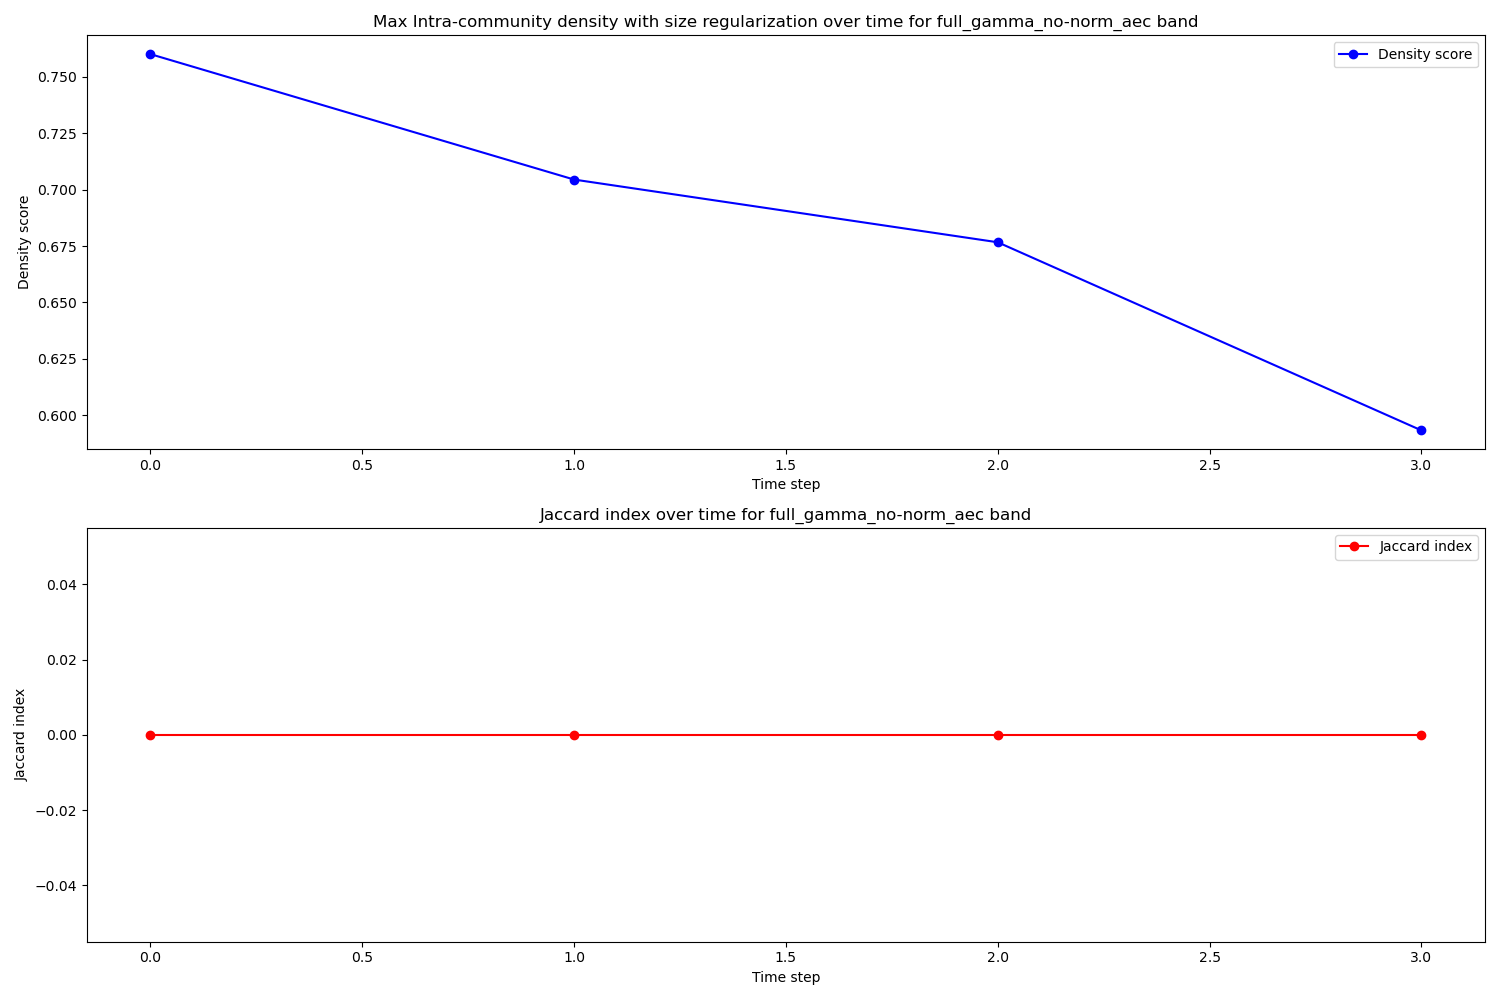 Max Intra-community density with size regularization over time for full_gamma_no-norm_aec band
Density score
0.750
0.725
0.700
0.675
0.650
0.625
0.600
Density score
0.0 0.5 1.0 1.5 2.0 2.5 3.0
Time step
Jaccard index over time for full_gamma_no-norm_aec band
Jaccard index
0.04
0.02
0.00
−0.02
−0.04
Jaccard index
0.0 0.5 1.0 1.5 2.0 2.5 3.0
Time step